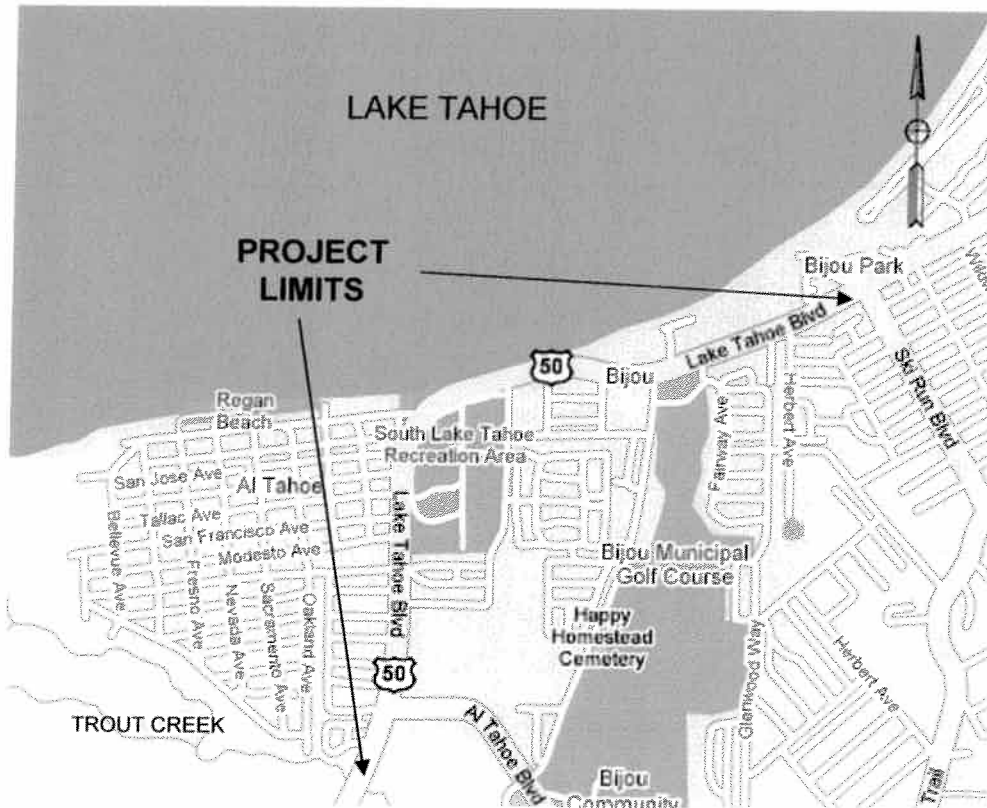 LAKE TAHOE
PROJECT
LIMITS
Bijou Park
Lake Tahoe Blvd
50
Bijou
Ski Run Blvd
Regan
Beach
South Lake Tahoe
Recreation Area
Herbert Ave
Fairway Ave
San Jose Ave
Al Tahoe
Tallac Ave
San Francisco Ave
Modesto Ave
Bellevue Ave
Fresno Ave
Nevada Ave
Sacramento Ave
Oakland Ave
Lake Tahoe Blvd
Bijou Municipal
Golf Course
Happy
Homestead
Cemetery
Glenwood Way
Herbert Ave
50
TROUT CREEK
Al Tahoe Blvd
Bijou
Community
Trail